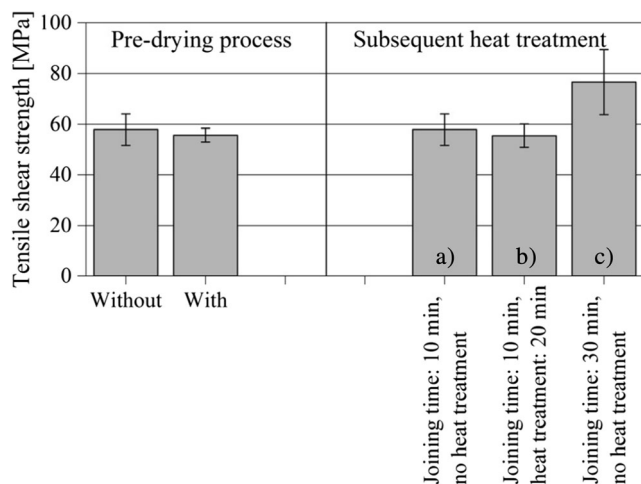 Tensile shear strength [MPa]
100
80
60
40
20
0
Pre-drying process
Subsequent heat treatment
a)
b)
c)
Without
With
Joining time: 10 min,
no heat treatment
Joining time: 10 min,
heat treatment: 20 min
Joining time: 30 min,
no heat treatment